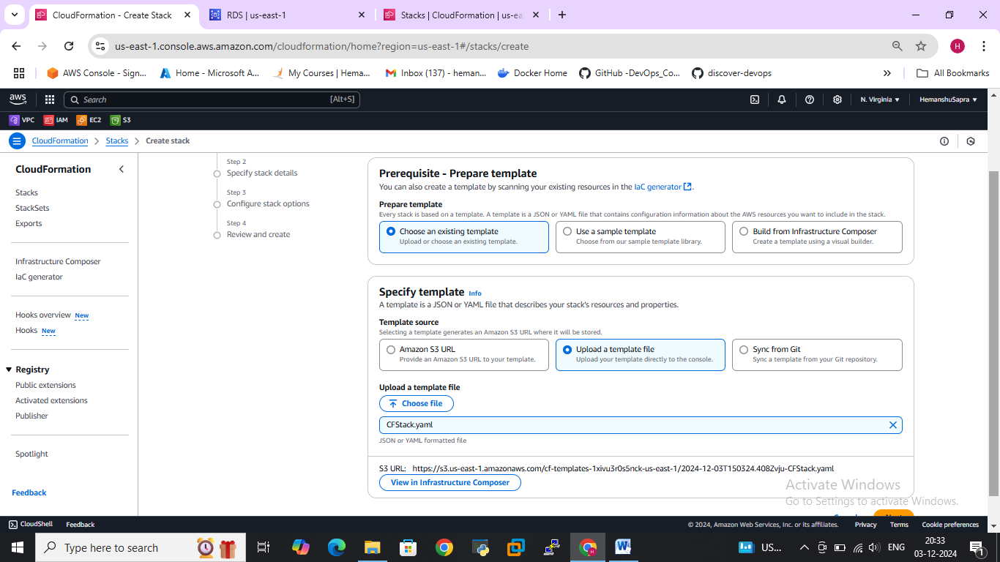 CloudFormation - Create Stack
RDS | us-east-1
Stacks | CloudFormation | us-ea
us-east-1.console.aws.amazon.com/cloudformation/home?region=us-east-1#/stacks/create
H
AWS Console - Sign...
Home - Microsoft A...
My Courses | Hema...
Inbox (137) - heman...
Docker Home
GitHub -DevOps_Co...
discover-devops
All Bookmarks
aws
Search
[Alt+S]
N. Virginia
HemanshuSapra
VPC
IAM
EC2
S3
CloudFormation
Stacks
Create stack
CloudFormation
Stacks
StackSets
Exports
Infrastructure Composer
IaC generator
Hooks overview New
Hooks New
Registry
Public extensions
Activated extensions
Publisher
Spotlight
Feedback
Step 2
Specify stack details
Step 3
Configure stack options
Step 4
Review and create
Prerequisite - Prepare template
You can also create a template by scanning your existing resources in the IaC generator.
Prepare template
Every stack is based on a template. A template is a JSON or YAML file that contains configuration information about the AWS resources you want to include in the stack.
Choose an existing template
Upload or choose an existing template.
Use a sample template
Choose from our sample template library.
Build from Infrastructure Composer
Create a template using a visual builder.
Specify template Info
A template is a JSON or YAML file that describes your stack's resources and properties.
Template source
Selecting a template generates an Amazon S3 URL where it will be stored.
Amazon S3 URL
Provide an Amazon S3 URL to your template.
Upload a template file
Upload your template directly to the console.
Sync from Git
Sync a template from your Git repository.
Upload a template file
Choose file
CFStack.yaml
JSON or YAML formatted file
S3 URL: https://s3.us-east-1.amazonaws.com/cf-templates-1xivu3r0s5nck-us-east-1/2024-12-03T150324.408Zvju-CFStack.yaml
View in Infrastructure Composer
Activate Windows
Go to Settings to activate Windows.
CloudShell
Feedback
© 2024, Amazon Web Services, Inc. or its affiliates.
Privacy
Terms
Cookie preferences
Type here to search
US...
ENG
20:33
03-12-2024
1